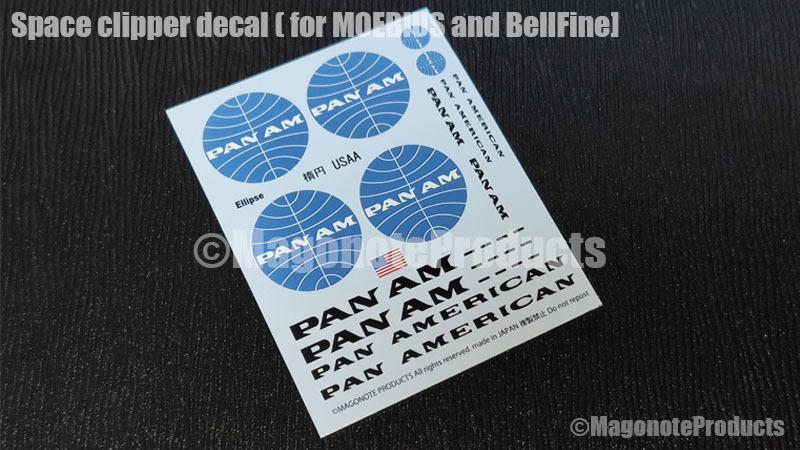 Space clipper decal ( for MOEBIUS and BellFine]
PAN AM
PAN AM
PAN AMERICAN
PAN AMERICAN
PAN AM
PAN AM
Ellipse
楕円 USAA
PAN AM
PAN AM
©MagonoteProducts
PAN AM
PAN AM
PAN AMERICAN
PAN AMERICAN
©MAGONOTE PRODUCTS All rights reserved. made in JAPAN 複製禁止 Do not repost
©MagonoteProducts